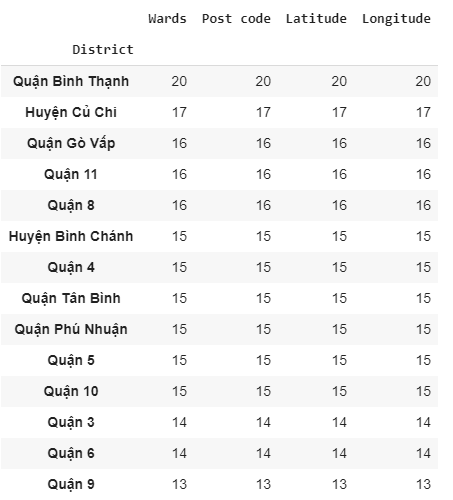 Wards Post code Latitude Longitude
District
Quận Bình Thạnh 20 20 20 20
Huyện Củ Chi 17 17 17 17
Quận Gò Vấp 16 16 16 16
Quận 11 16 16 16 16
Quận 8 16 16 16 16
Huyện Bình Chánh 15 15 15 15
Quận 4 15 15 15 15
Quận Tân Bình 15 15 15 15
Quận Phú Nhuận 15 15 15 15
Quận 5 15 15 15 15
Quận 10 15 15 15 15
Quận 3 14 14 14 14
Quận 6 14 14 14 14
Quận 9 13 13 13 13